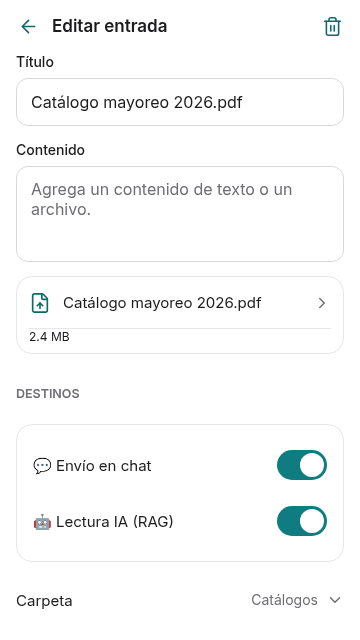 Editar entrada
Título
Catálogo mayoreo 2026.pdf
Contenido
Agrega un contenido de texto o un
archivo.
Catálogo mayoreo 2026.pdf
2.4 MB
DESTINOS
💬 Envío en chat
🤖 Lectura IA (RAG)
Carpeta Catálogos